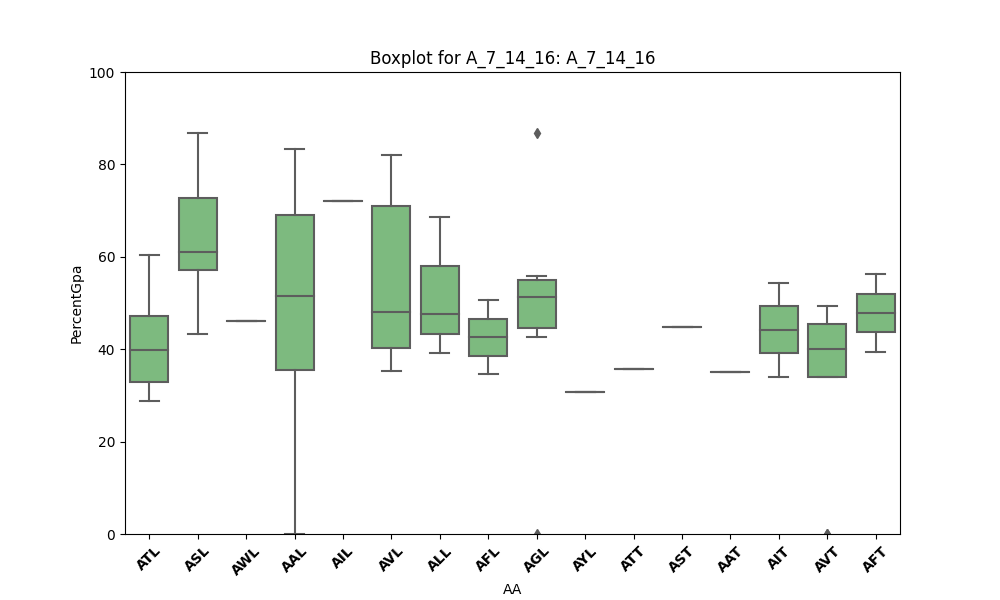 Boxplot for A_7_14_16: A_7_14_16
PercentGpa
100
80
60
40
20
0
ATL ASL AWL AAL AIL AVL ALL AFL AGL AYL ATT AST AAT AIT AVT AFT
AA